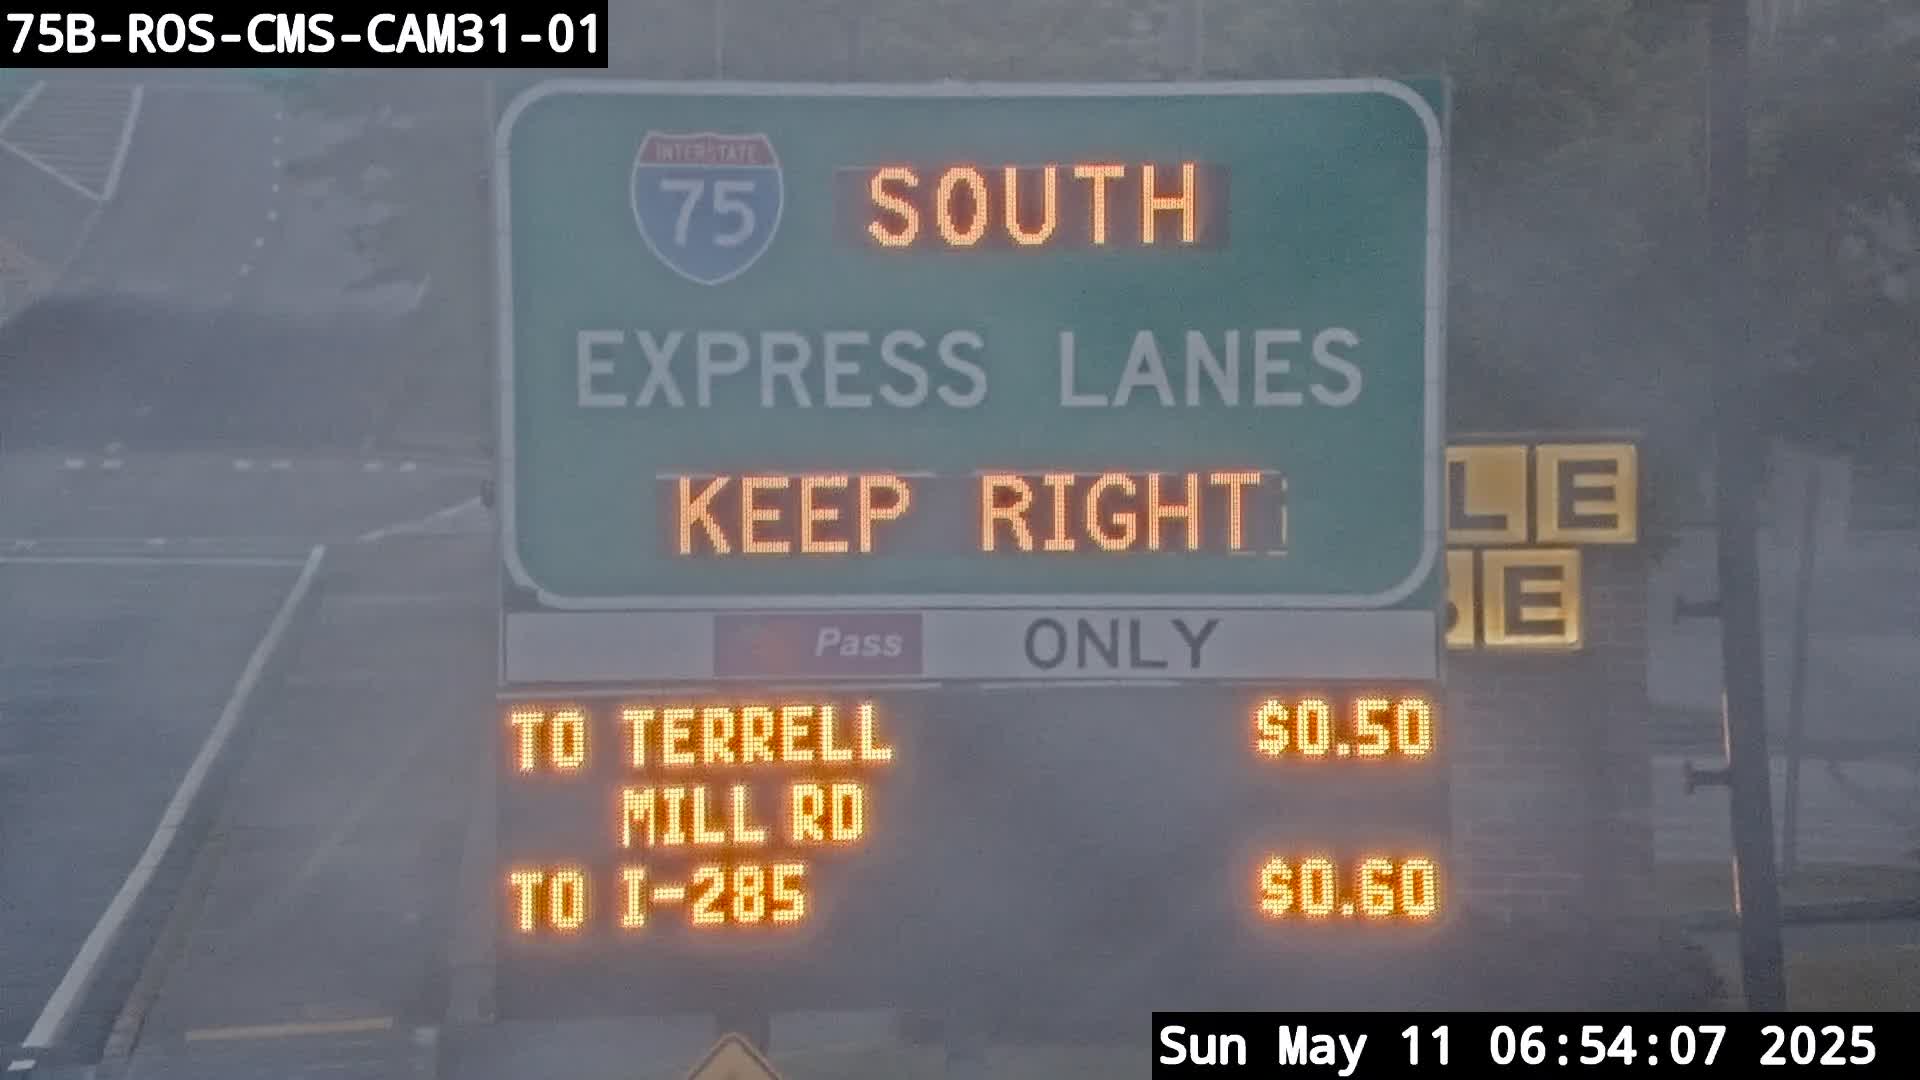 75B-ROS-CMS-CAM31-01
INTERSTATE
75 SOUTH
EXPRESS LANES
KEEP RIGHT
Pass ONLY
TO TERRELL $0.50
MILL RD
TO I-285 $0.60
LE
E
Sun May 11 06:54:07 2025